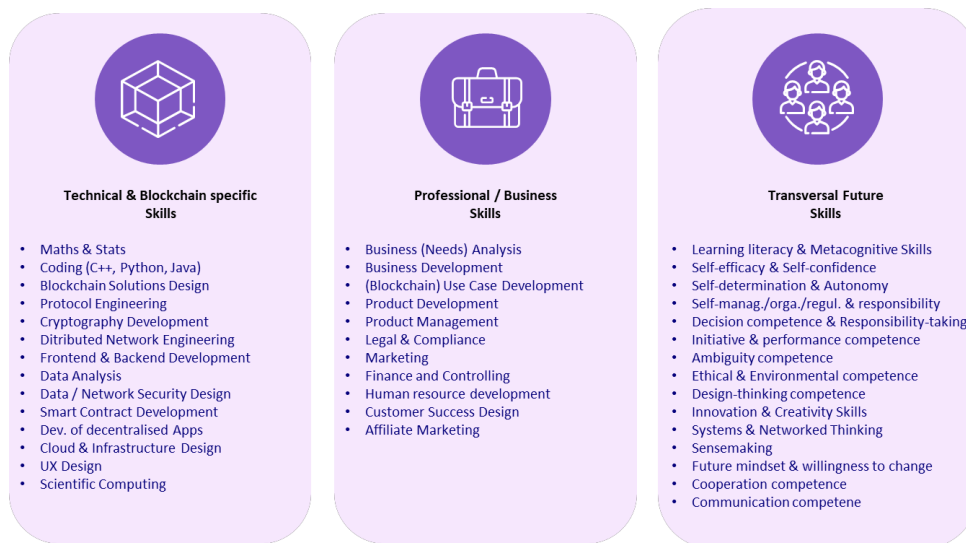 Technical & Blockchain specific
Skills
• Maths & Stats
• Coding (C++, Python, Java)
• Blockchain Solutions Design
• Protocol Engineering
• Cryptography Development
• Ditributed Network Engineering
• Frontend & Backend Development
• Data Analysis
• Data / Network Security Design
• Smart Contract Development
• Dev. of decentralised Apps
• Cloud & Infrastructure Design
• UX Design
• Scientific Computing
Professional / Business
Skills
• Business (Needs) Analysis
• Business Development
• (Blockchain) Use Case Development
• Product Development
• Product Management
• Legal & Compliance
• Marketing
• Finance and Controlling
• Human resource development
• Customer Success Design
• Affiliate Marketing
Transversal Future
Skills
• Learning literacy & Metacognitive Skills
• Self-efficacy & Self-confidence
• Self-determination & Autonomy
• Self-manag./orga./regul. & responsibility
• Decision competence & Responsibility-taking
• Initiative & performance competence
• Ambiguity competence
• Ethical & Environmental competence
• Design-thinking competence
• Innovation & Creativity Skills
• Systems & Networked Thinking
• Sensemaking
• Future mindset & willingness to change
• Cooperation competence
• Communication competene